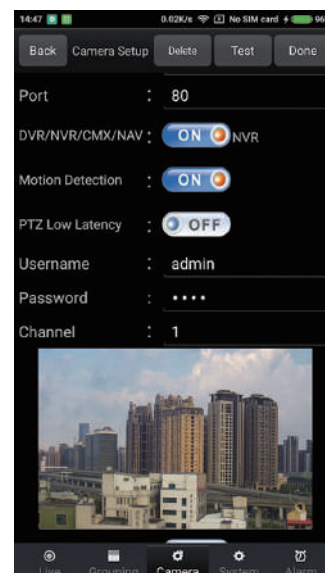 14:47 0.02K/s No SIM card 96
Back Camera Setup Delete Test Done
Port : 80
DVR/NVR/CMX/NAV : ON NVR
Motion Detection : ON
PTZ Low Latency : OFF
Username : admin
Password : ••••
Channel : 1
Live Grouping Camera System Alarm